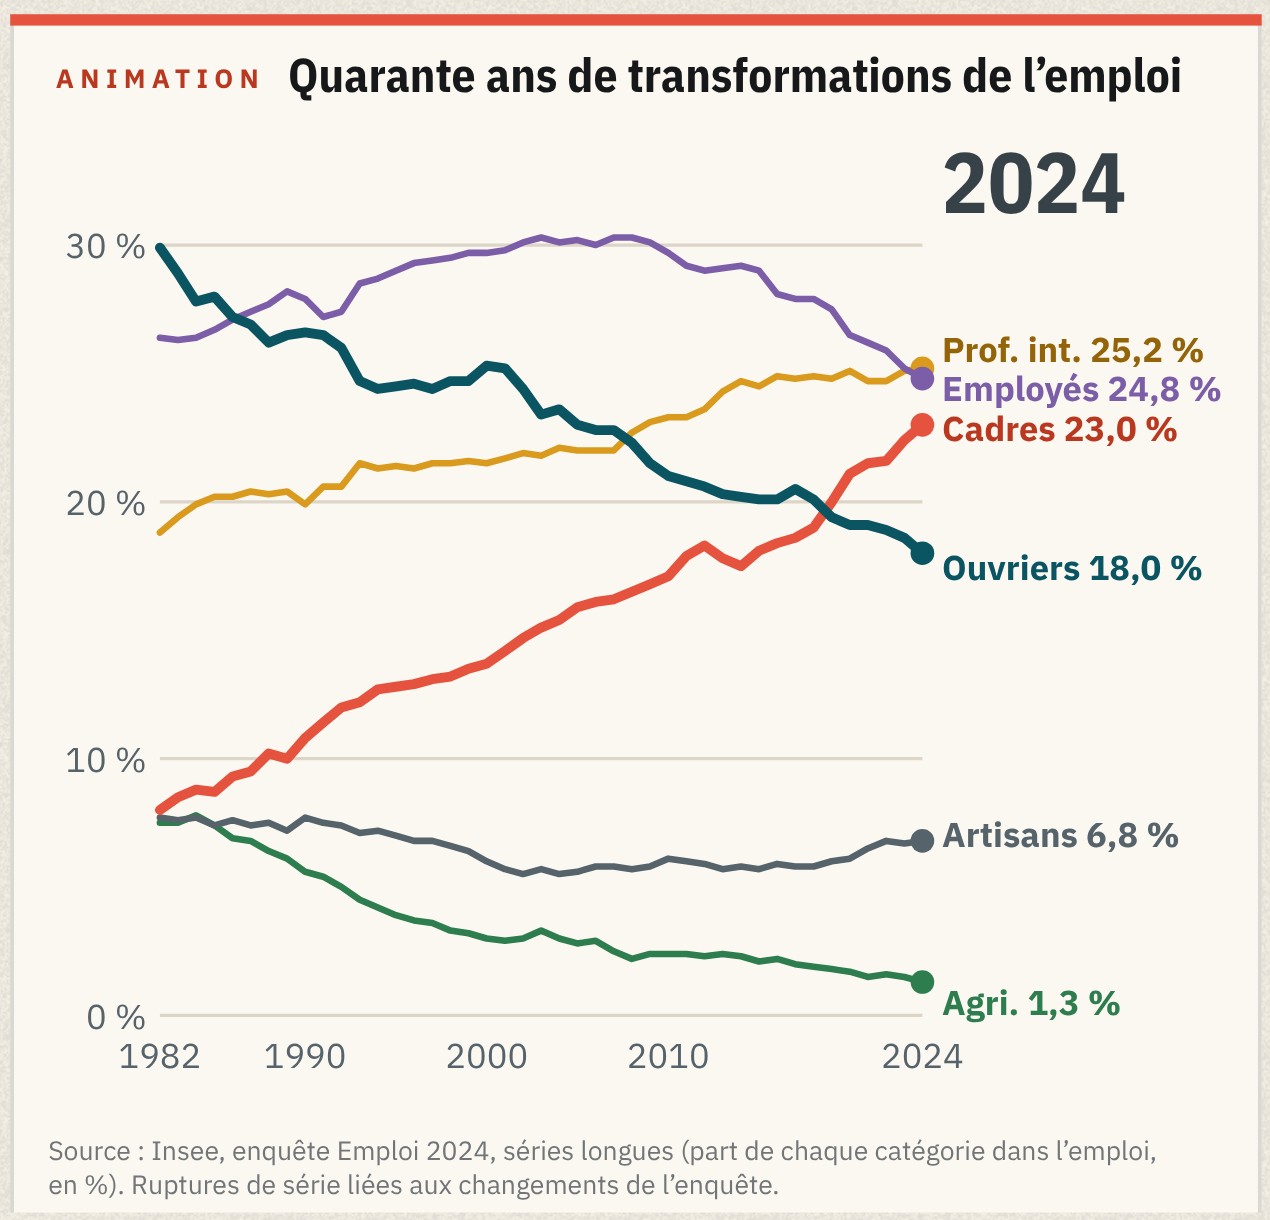 ANIMATION Quarante ans de transformations de l’emploi
2024
30 %
Prof. int. 25,2 %
Employés 24,8 %
Cadres 23,0 %
20 %
Ouvriers 18,0 %
10 %
Artisans 6,8 %
Agri. 1,3 %
0 %
1982 1990 2000 2010 2024
Source : Insee, enquête Emploi 2024, séries longues (part de chaque catégorie dans l’emploi,
en %). Ruptures de série liées aux changements de l’enquête.